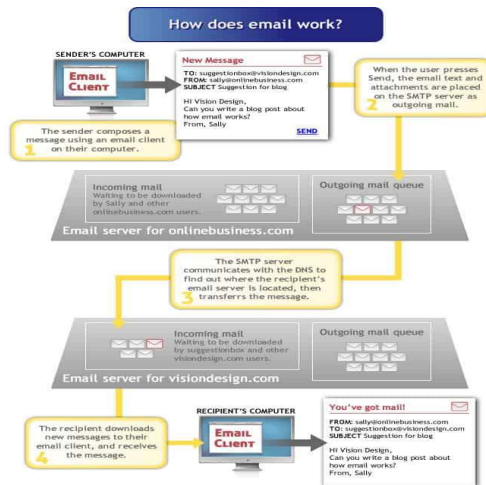 How does email work?
SENDER'S COMPUTER
EMAIL
CLIENT
New Message
TO: suggestionbox@visiondesign.com
FROM: sally@onlinebusiness.com
SUBJECT Suggestion for blog
HI Vision Design,
Can you write a blog post about
how email works?
From, Sally
SEND
The sender composes a
message using an email client
on their computer.
1
When the user presses
Send, the email text and
attachments are placed
on the SMTP server as
outgoing mail.
2
Incoming mail
Waiting to be downloaded
by Sally and other
onlinebusiness.com users.
Outgoing mail queue
Email server for onlinebusiness.com
The SMTP server
communicates with the DNS to
find out where the recipient's
email server is located, then
transferrs the message.
3
Incoming mail
Waiting to be downloaded
by suggestionbox and other
visiondesign.com users.
Outgoing mail queue
Email server for visiondesign.com
The recipient downloads
new messages to their
email client, and receives
the message.
4
RECIPIENT'S COMPUTER
EMAIL
CLIENT
You've got mail!
FROM: sally@onlinebusiness.com
TO: suggestionbox@visiondesign.com
SUBJECT Suggestion for blog
HI Vision Design,
Can you write a blog post about
how email works?
From, Sally